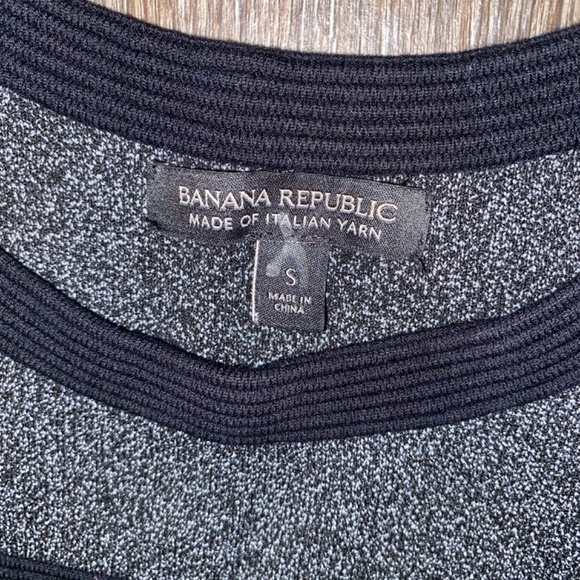 BANANA REPUBLIC
MADE OF ITALIAN YARN
S
MADE IN
CHINA